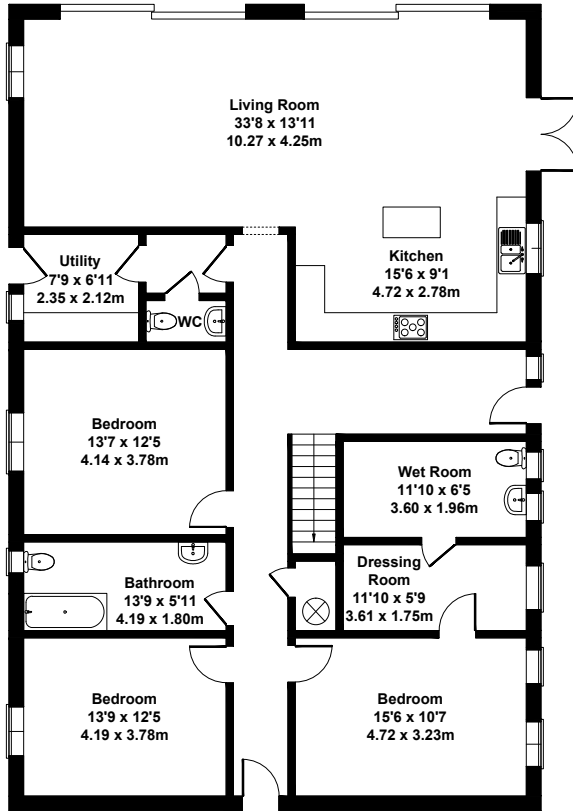 Living Room
33'8 x 13'11
10.27 x 4.25m
Kitchen
15'6 x 9'1
4.72 x 2.78m
Utility
7'9 x 6'11
2.35 x 2.12m
WC
Bedroom
13'7 x 12'5
4.14 x 3.78m
Wet Room
11'10 x 6'5
3.60 x 1.96m
Dressing
Room
11'10 x 5'9
3.61 x 1.75m
Bathroom
13'9 x 5'11
4.19 x 1.80m
Bedroom
13'9 x 12'5
4.19 x 3.78m
Bedroom
15'6 x 10'7
4.72 x 3.23m